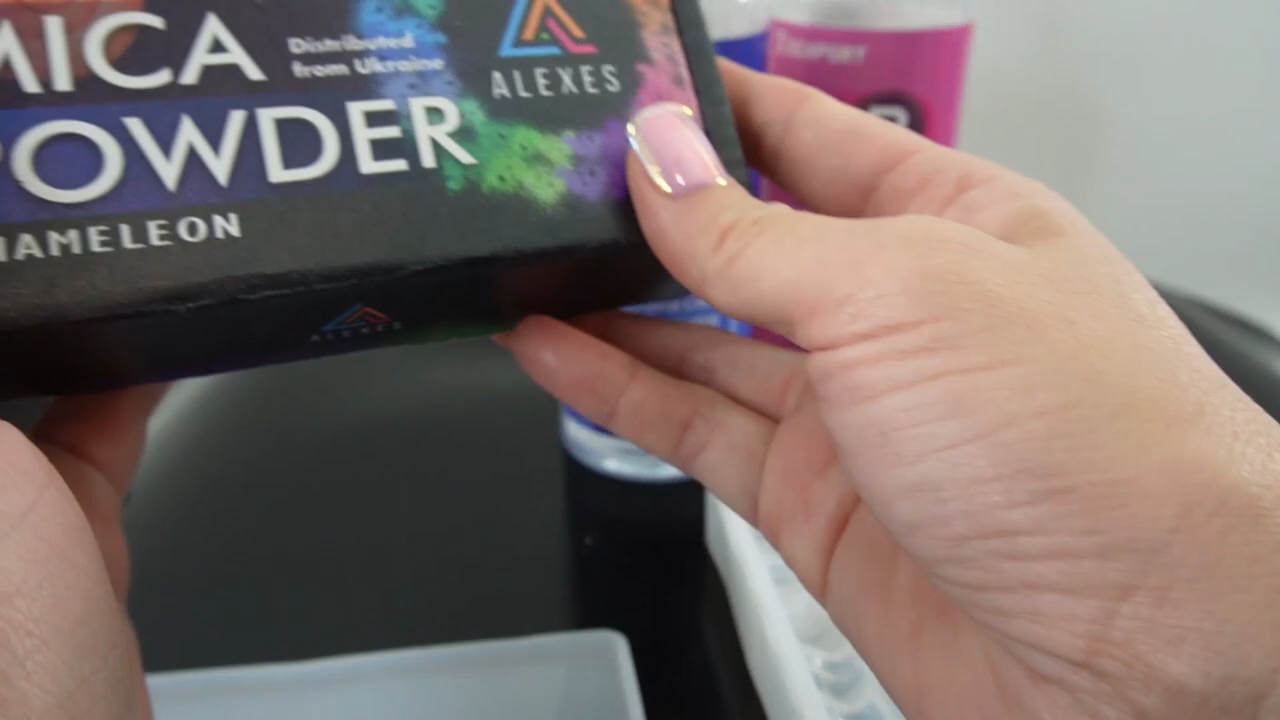 MICA
Distributed
from Ukraine
ALEXES
POWDER
HAMELEON
ALEXES